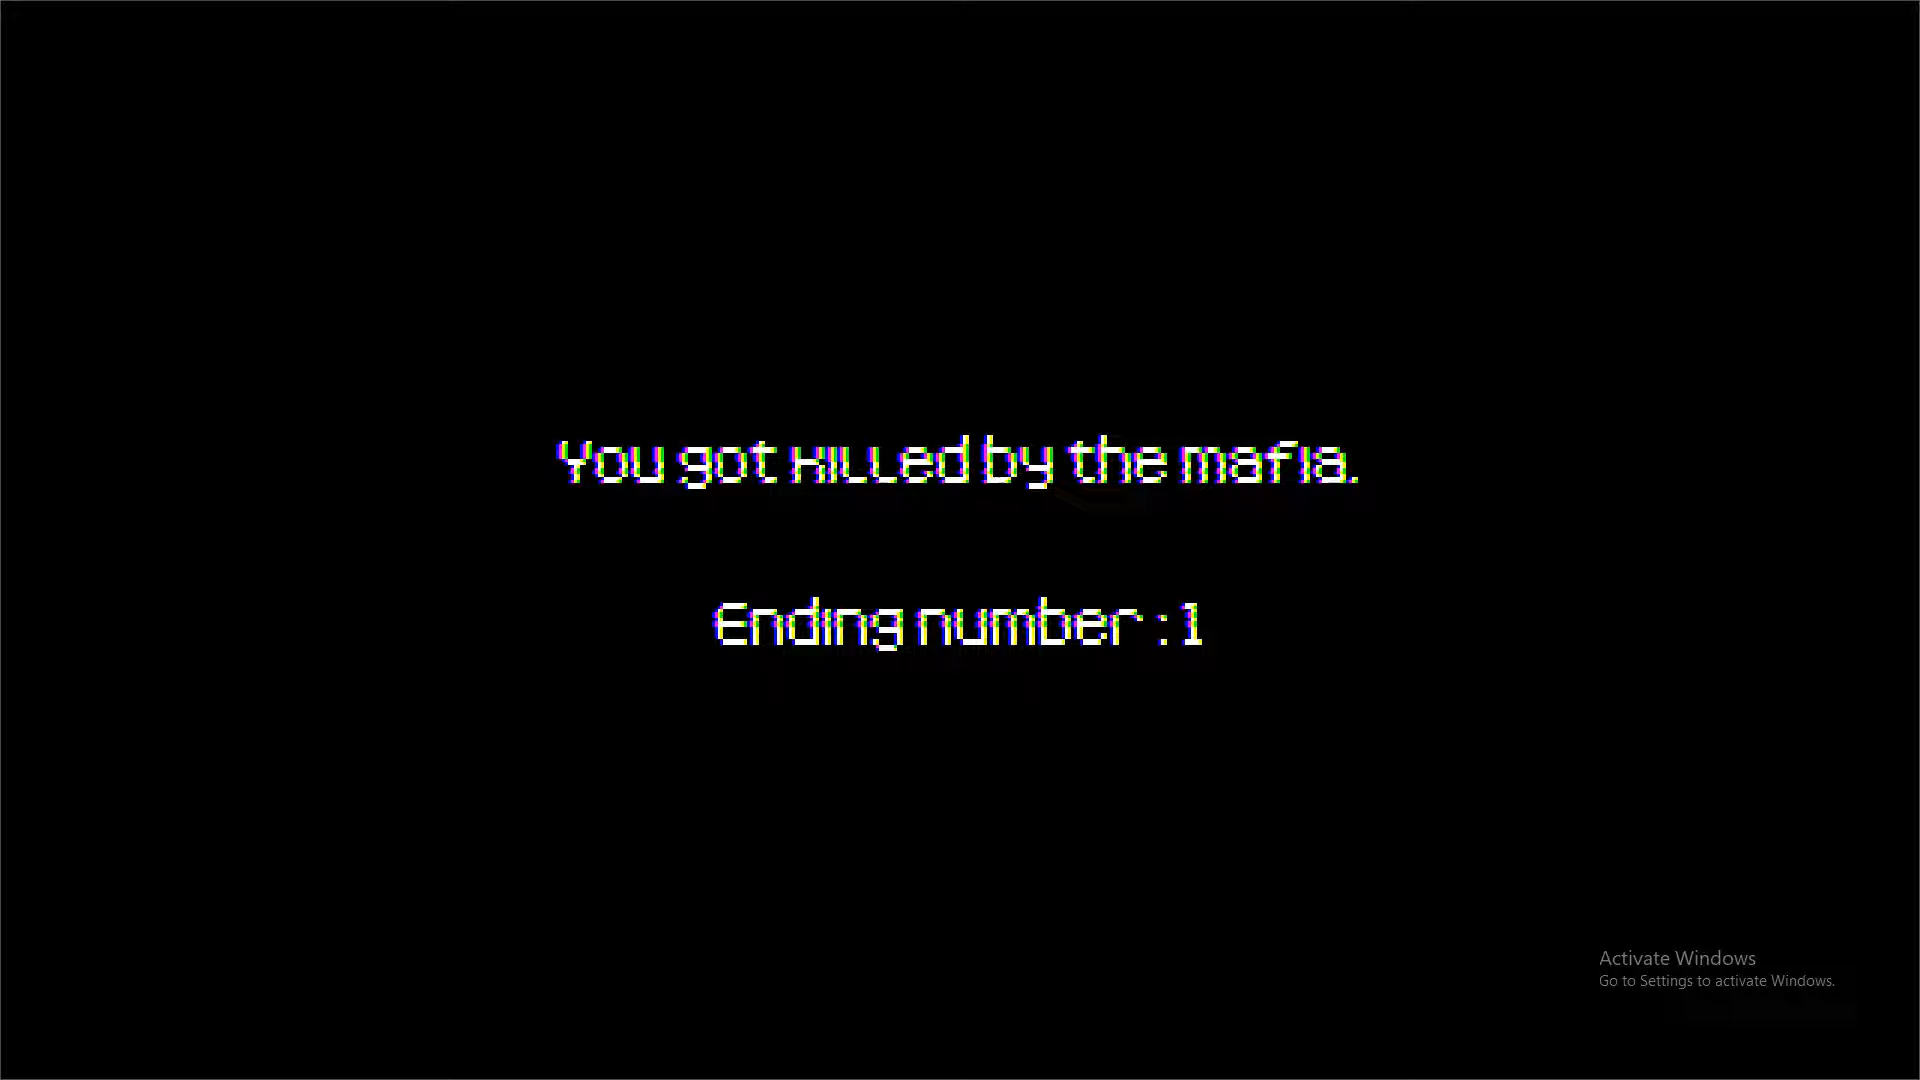 You got killed by the mafia.
Ending number : 1
Activate Windows
Go to Settings to activate Windows.